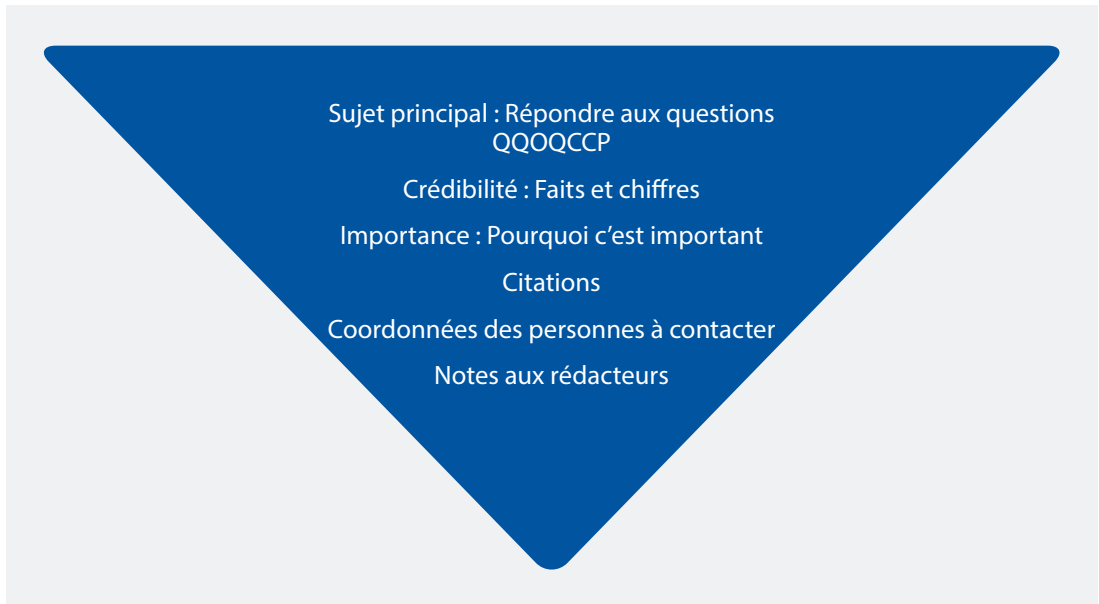 Sujet principal : Répondre aux questions
QQOQCCP
Crédibilité : Faits et chiffres
Importance : Pourquoi c’est important
Citations
Coordonnées des personnes à contacter
Notes aux rédacteurs